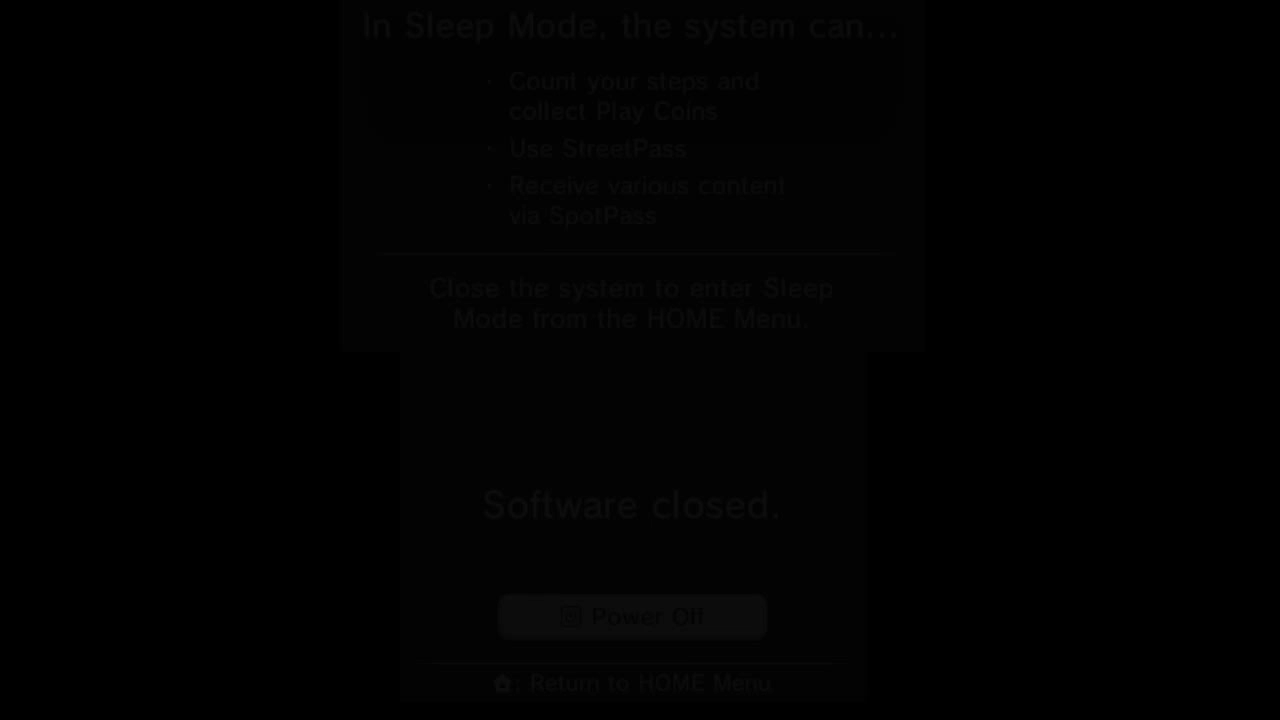 In Sleep Mode, the system can...
· Count your steps and
collect Play Coins
· Use StreetPass
· Receive various content
via SpotPass
Close the system to enter Sleep
Mode from the HOME Menu.
Software closed.
Power Off
: Return to HOME Menu